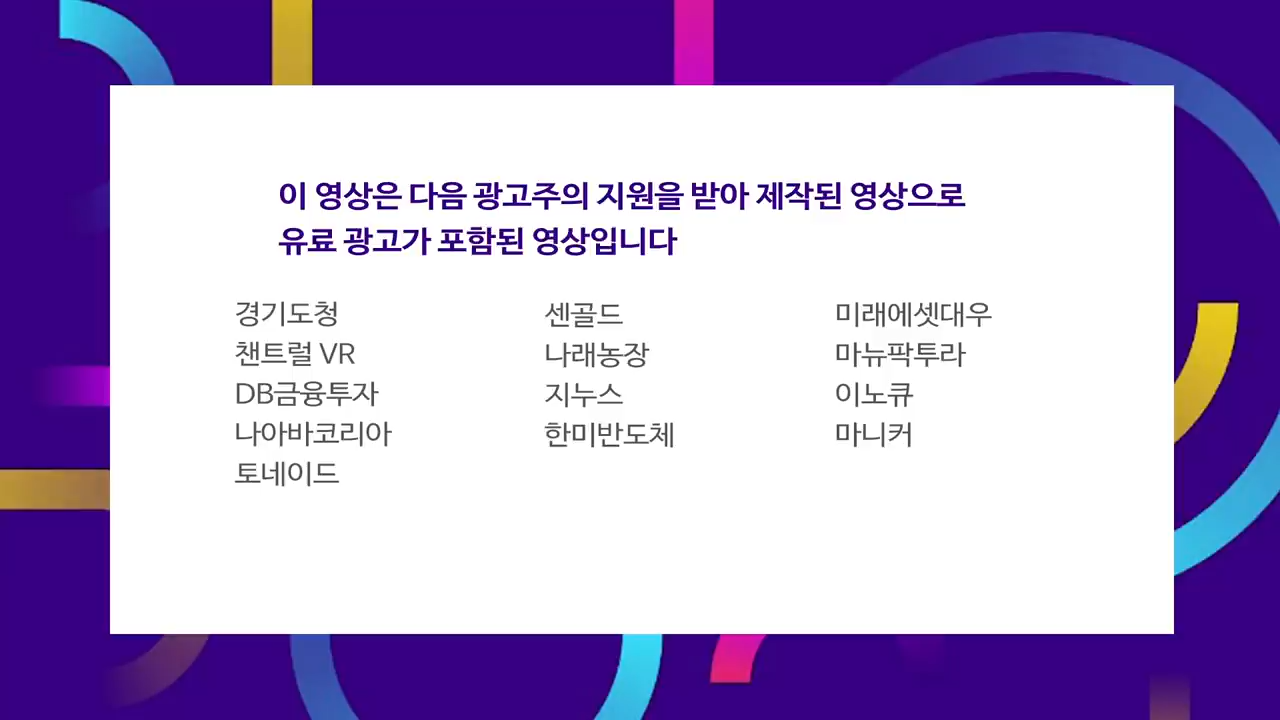 이 영상은 다음 광고주의 지원을 받아 제작된 영상으로
유료 광고가 포함된 영상입니다
경기도청
챈트럴 VR
DB금융투자
나아바코리아
토네이드
센골드
나래농장
지누스
한미반도체
미래에셋대우
마뉴팍투라
이노큐
마니커